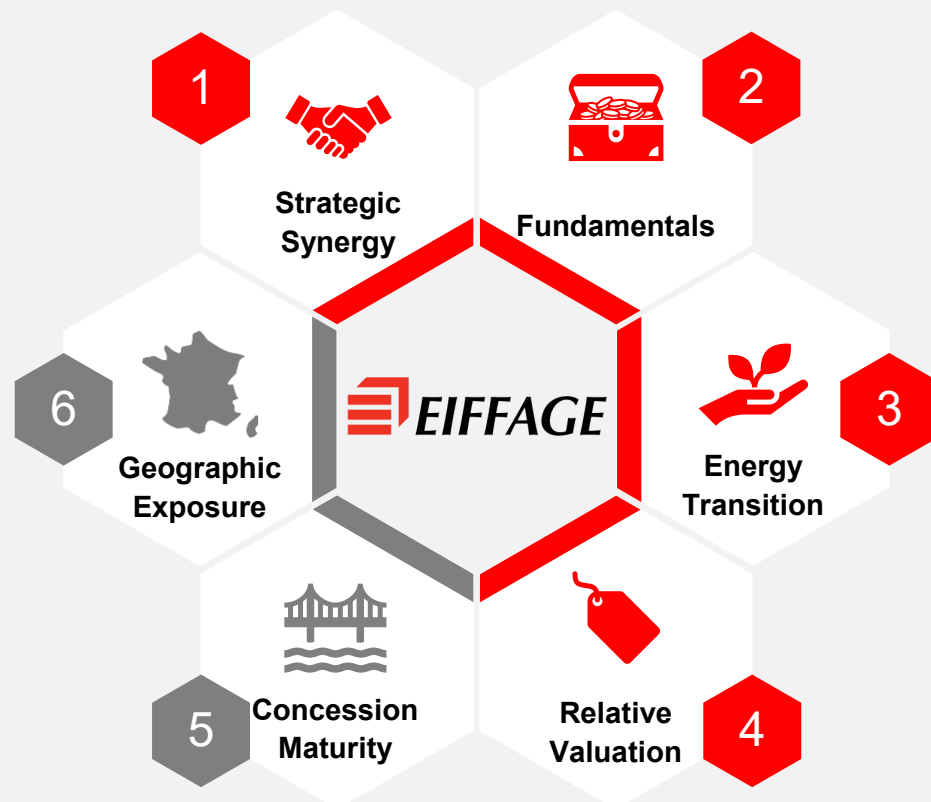 1
Strategic
Synergy
2
Fundamentals
3
Energy
Transition
4
Relative
Valuation
5
Concession
Maturity
6
Geographic
Exposure
EIFFAGE